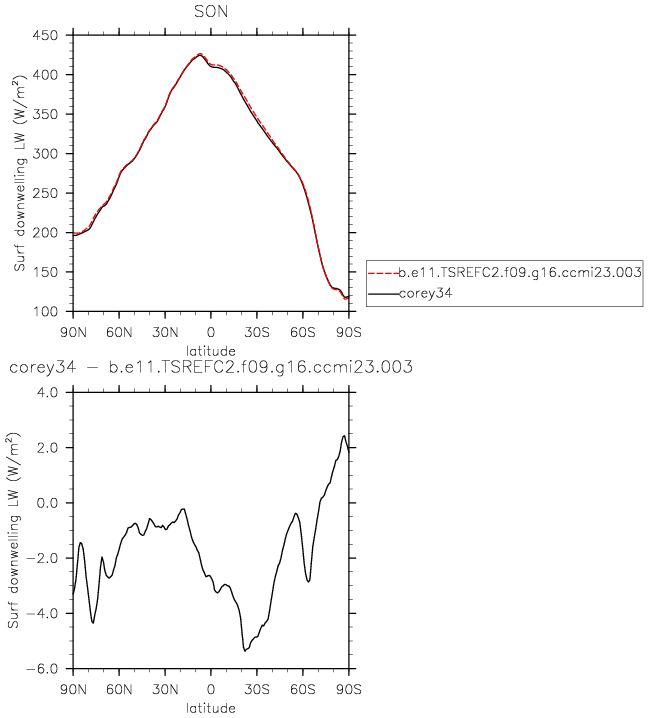 SON
450
400
350
300
250
200
150
100
Surf downwelling LW (W/m²)
90N 60N 30N 0 30S 60S 90S
latitude
b.e11.TSREFC2.f09.g16.ccmi23.003
corey34
corey34 − b.e11.TSREFC2.f09.g16.ccmi23.003
4.0
2.0
0.0
−2.0
−4.0
−6.0
Surf downwelling LW (W/m²)
90N 60N 30N 0 30S 60S 90S
latitude